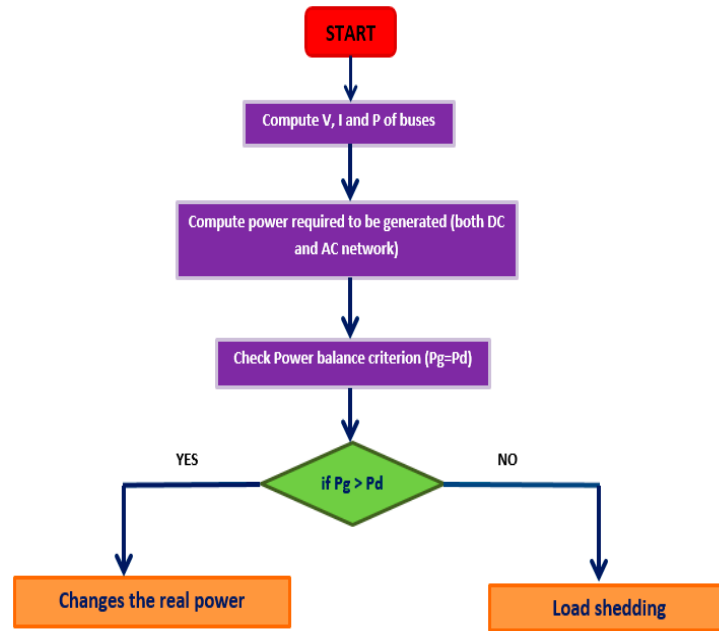 START
Compute V, I and P of buses
Compute power required to be generated (both DC
and AC network)
Check Power balance criterion (Pg=Pd)
YES
NO
if Pg > Pd
Changes the real power
Load shedding